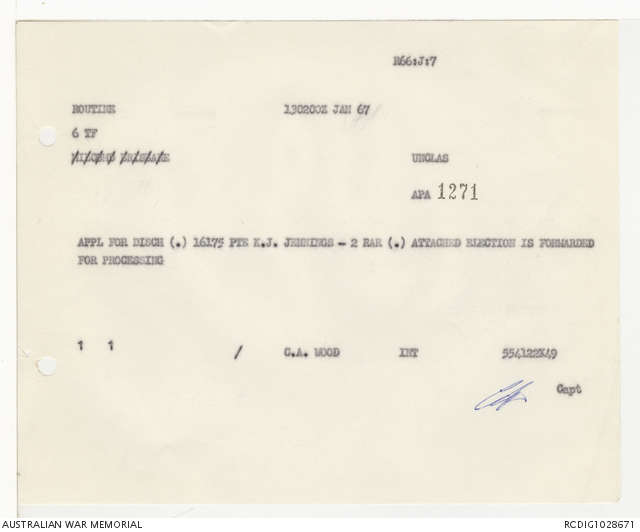 R66:J:7
ROUTINE 130200Z JAN 67
6 TF
UNCLAS
APA 1271
APPL FOR DISCH (.) 16175 PTE K.J. JENNINGS - 2 RAR (.) ATTACHED ELECTION IS FORWARDED
FOR PROCESSING
1 1 / C.A. WOOD INT 554122X49
Capt
AUSTRALIAN WAR MEMORIAL RCDIG1028671